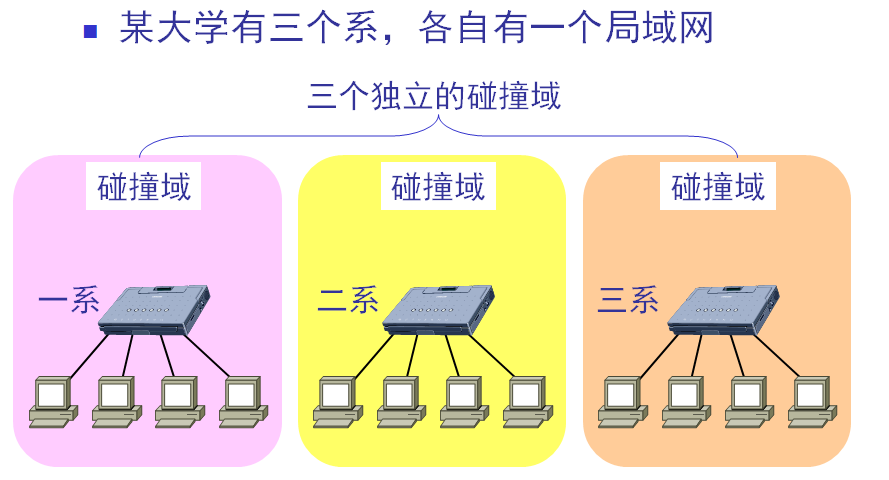 某大学有三个系，各自有一个局域网
三个独立的碰撞域
碰撞域
碰撞域
碰撞域
一系
二系
三系